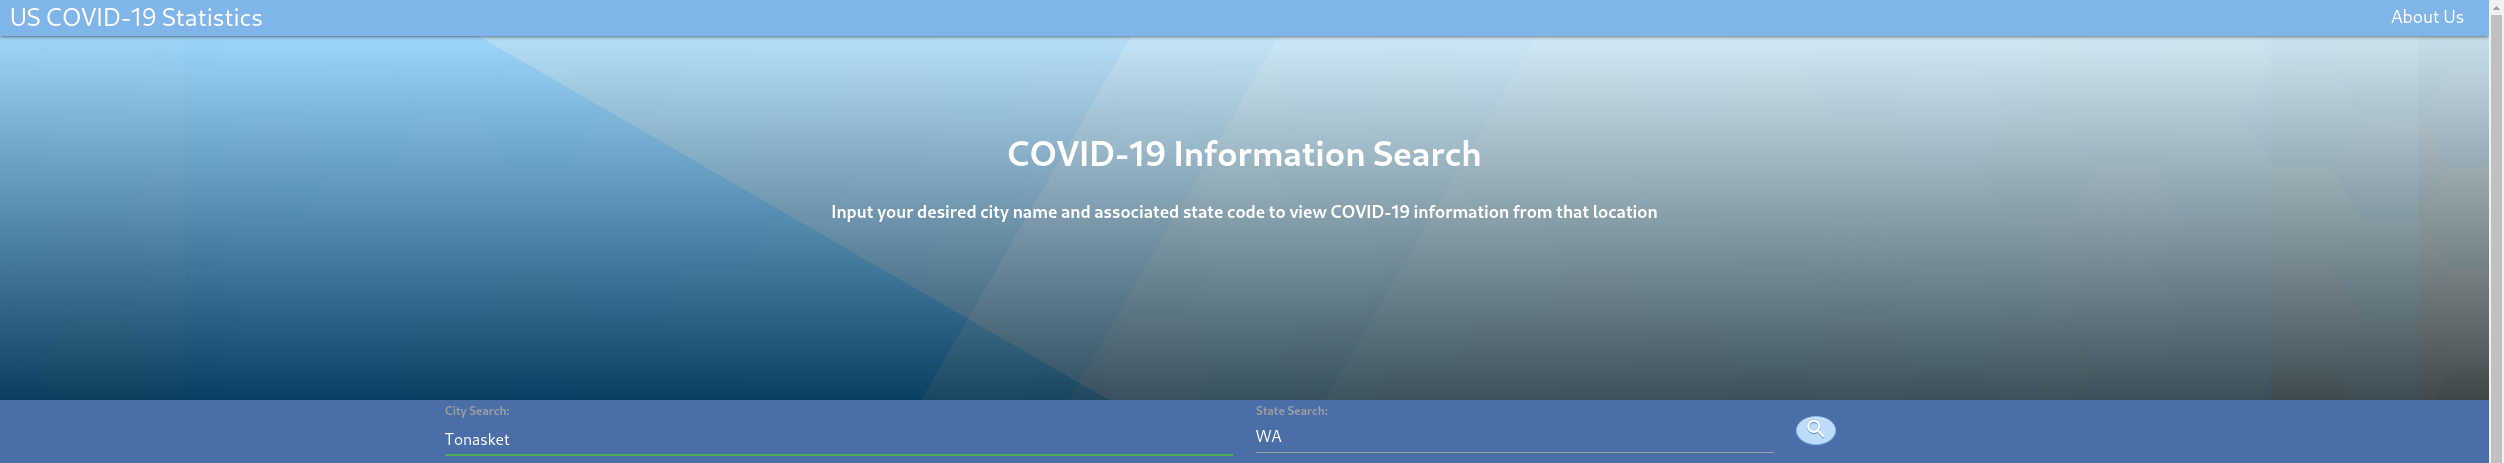 US COVID-19 Statistics
About Us
COVID-19 Information Search
Input your desired city name and associated state code to view COVID-19 information from that location
City Search:
State Search:
Tonasket
WA